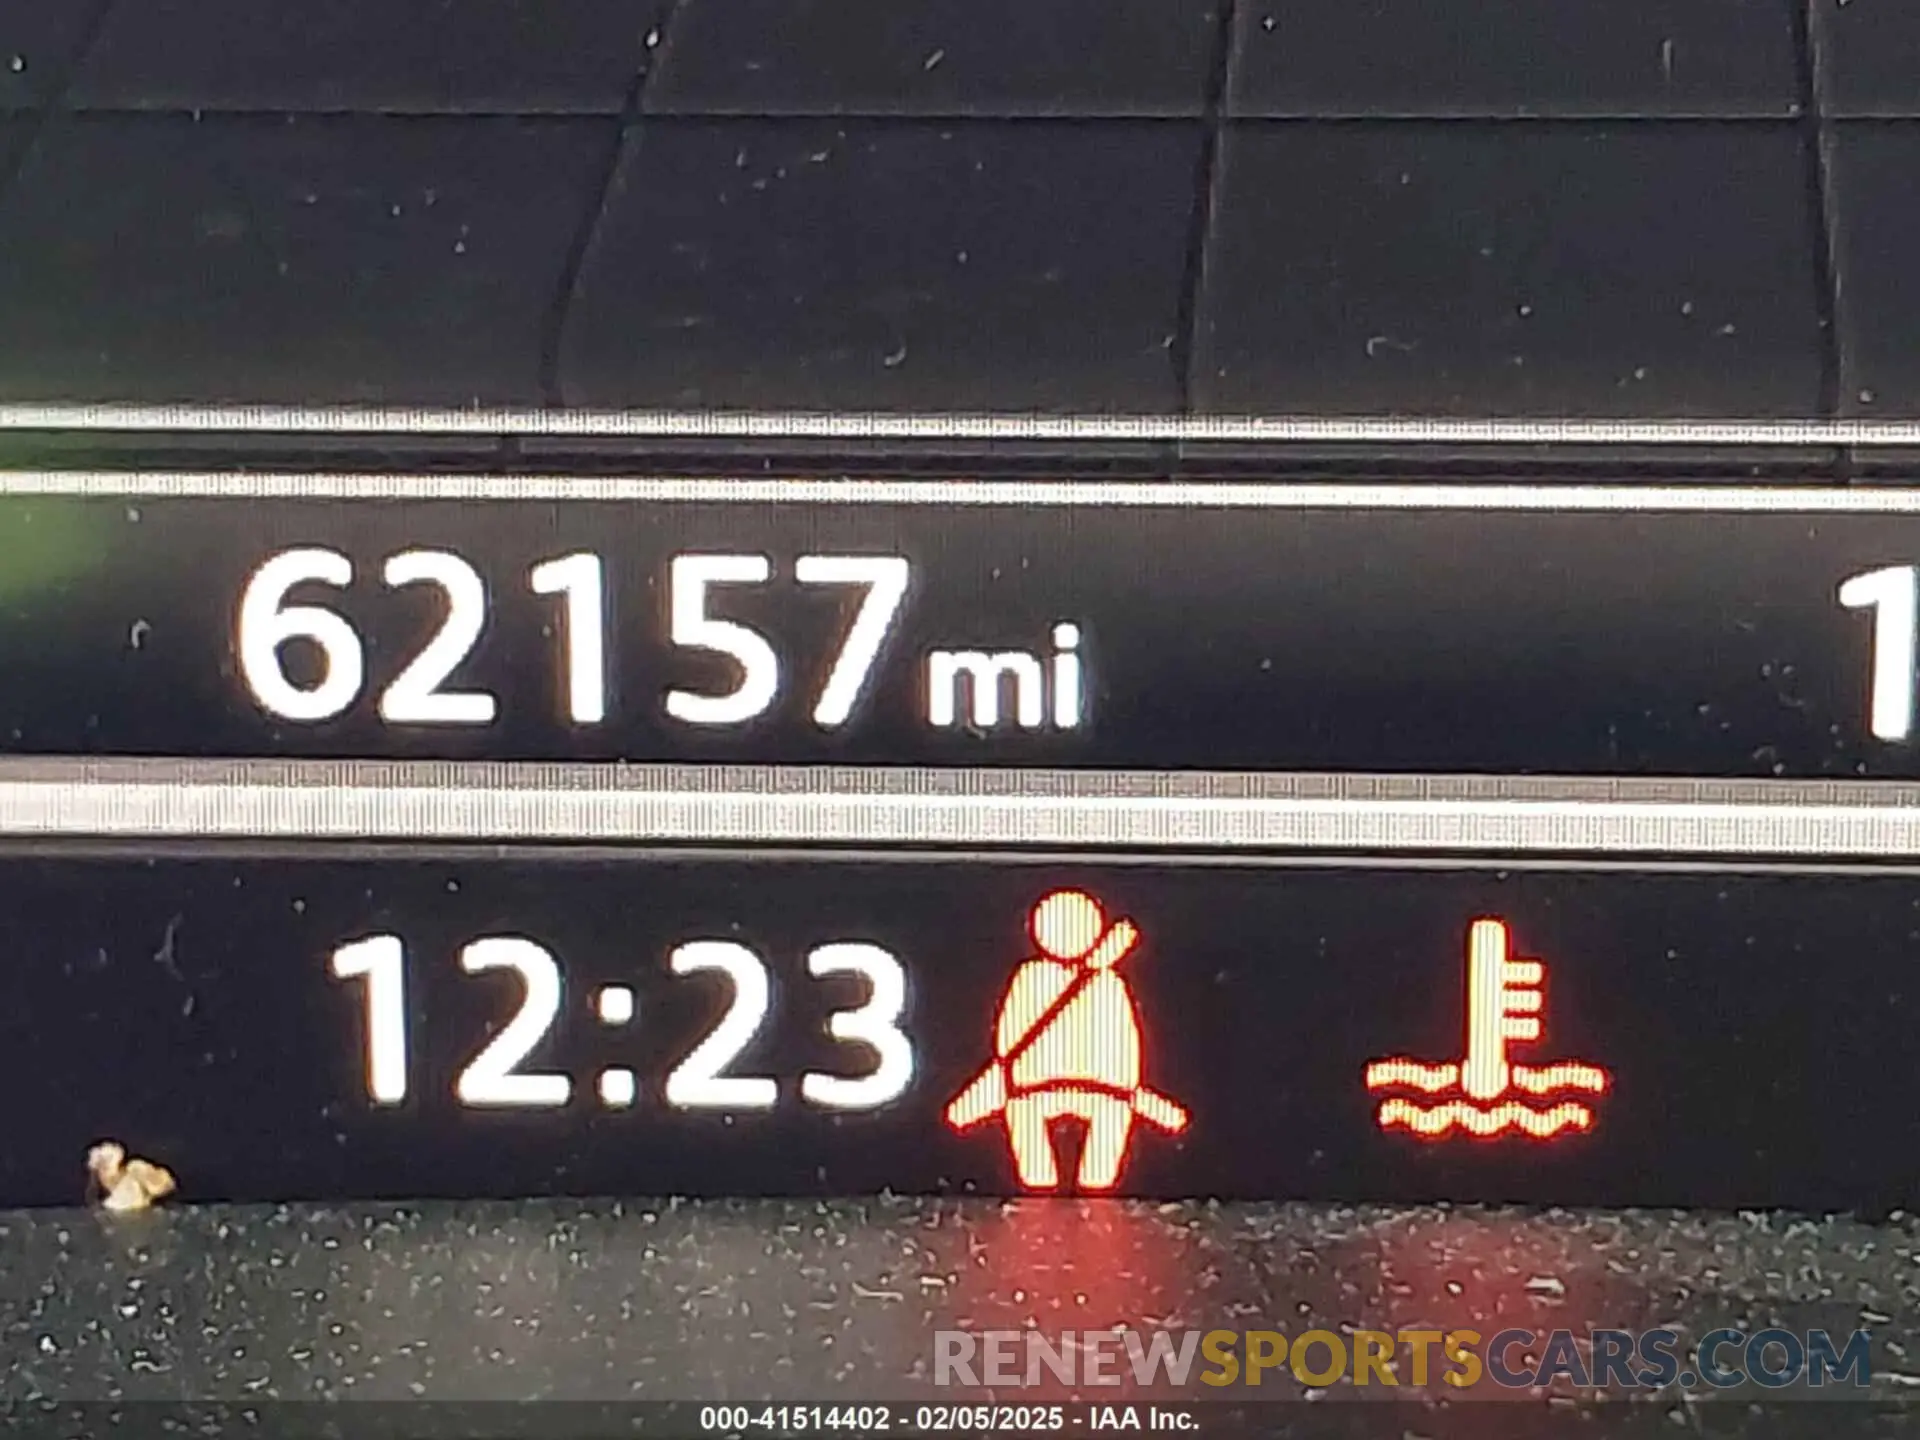 62157 mi
12:23
RENEWSPORTSCARS.COM
000-41514402 - 02/05/2025 - IAA Inc.